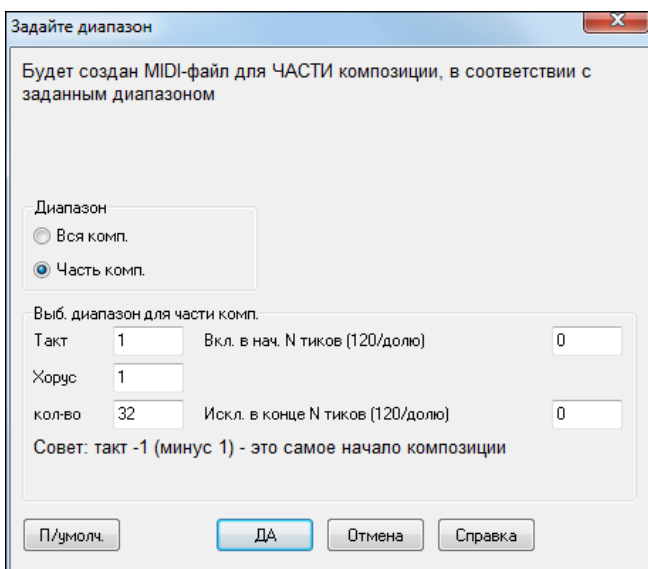 Задайте диапазон
Будет создан MIDI-файл для ЧАСТИ композиции, в соответствии с
заданным диапазоном
Диапазон
Вся комп.
Часть комп.
Выб. диапазон для части комп.
Такт 1 Вкл. в нач. N тиков (120/долю) 0
Хорус 1
кол-во 32 Искл. в конце N тиков (120/долю) 0
Совет: такт -1 (минус 1) - это самое начало композиции
П/умолч. ДА Отмена Справка